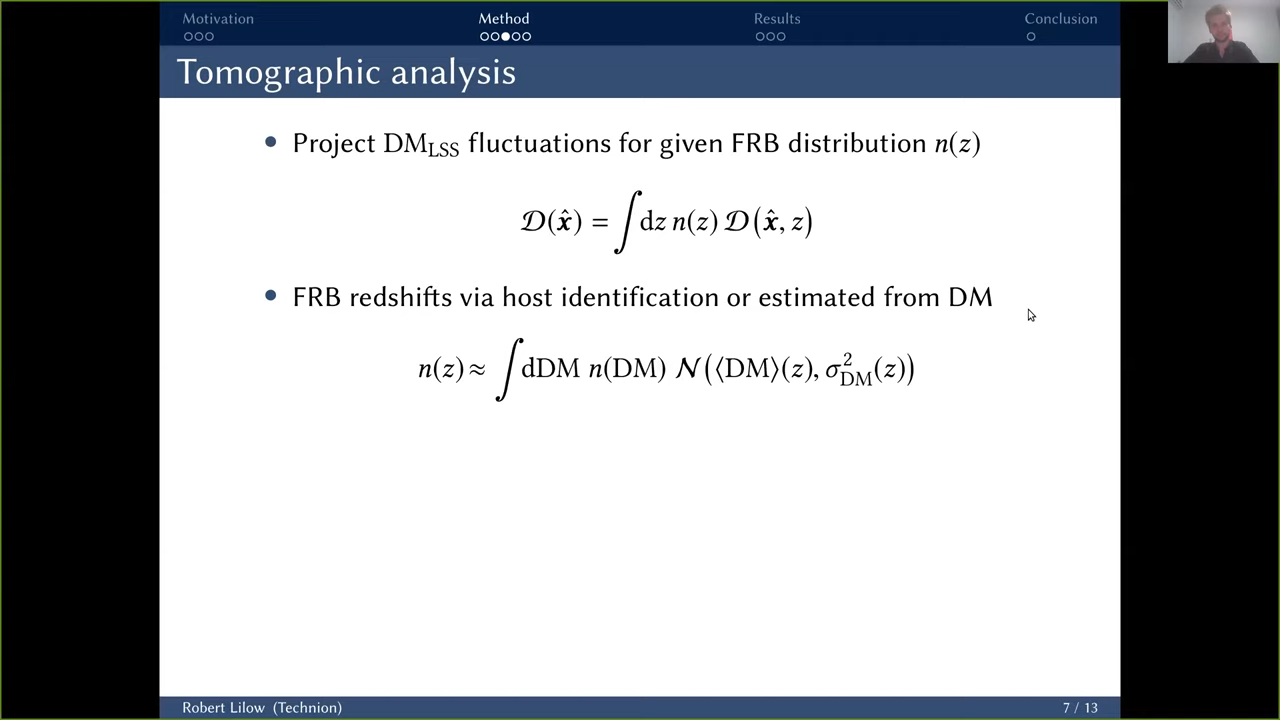 Motivation Method Results Conclusion
Tomographic analysis
• Project DM_LSS fluctuations for given FRB distribution n(z)
𝒟(x̂) = ∫dz n(z) 𝒟(x̂, z)
• FRB redshifts via host identification or estimated from DM
n(z) ≈ ∫dDM n(DM) 𝒩(⟨DM⟩(z), σ²_DM(z))
Robert Lilow (Technion) 7 / 13